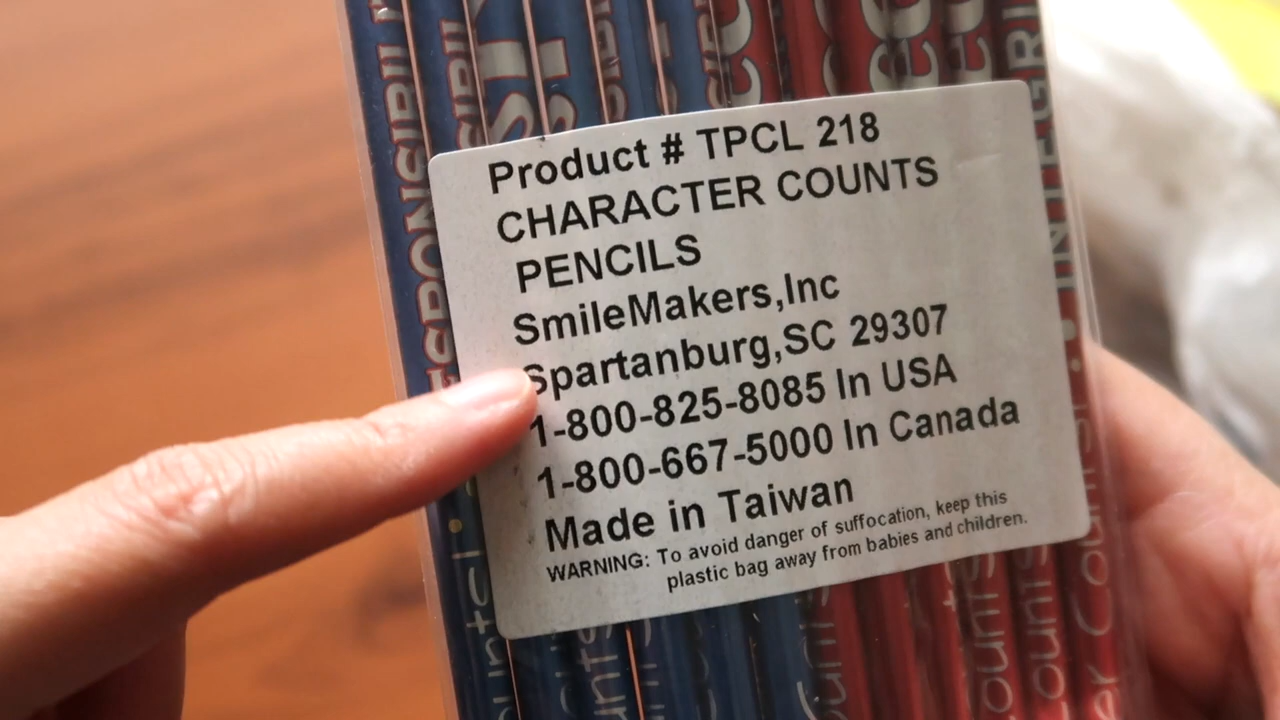 Product # TPCL 218
CHARACTER COUNTS
PENCILS
SmileMakers,Inc
Spartanburg,SC 29307
1-800-825-8085 In USA
1-800-667-5000 In Canada
Made in Taiwan
WARNING: To avoid danger of suffocation, keep this
plastic bag away from babies and children.